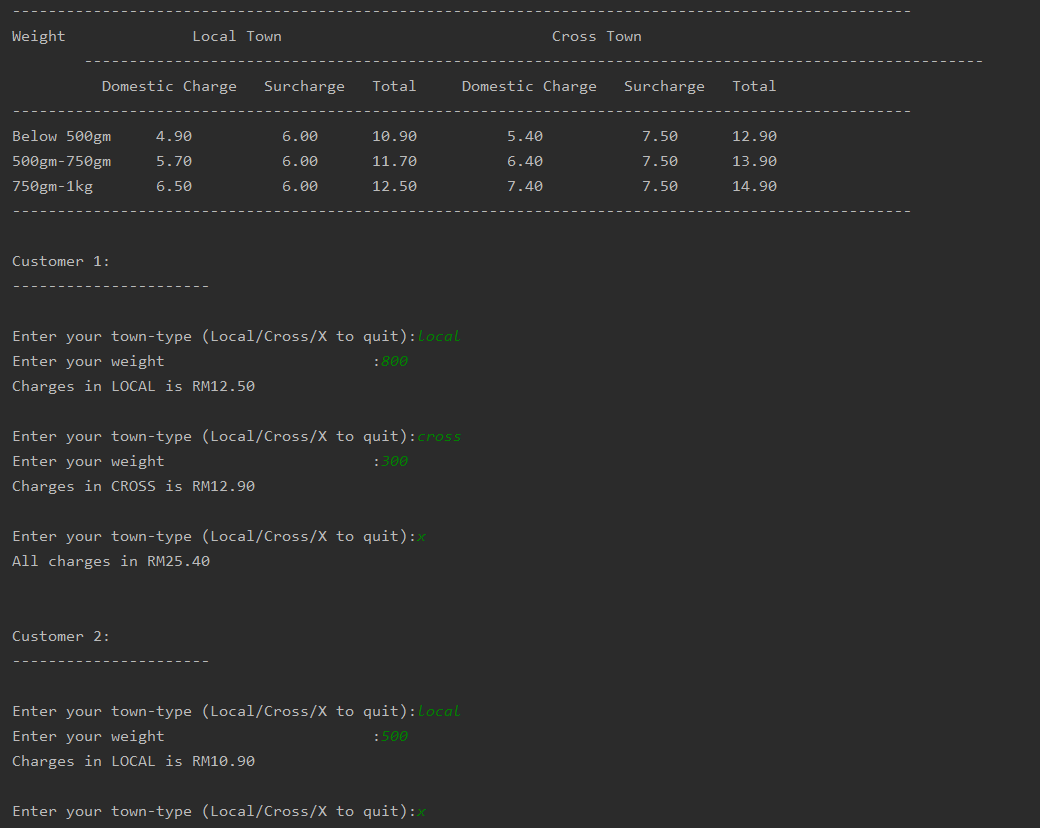 ----------------------------------------------------------------------------------------------------
Weight              Local Town                              Cross Town
        ----------------------------------------------------------------------------------------------------
          Domestic Charge   Surcharge   Total     Domestic Charge   Surcharge   Total
----------------------------------------------------------------------------------------------------
Below 500gm     4.90          6.00      10.90          5.40           7.50      12.90
500gm-750gm     5.70          6.00      11.70          6.40           7.50      13.90
750gm-1kg       6.50          6.00      12.50          7.40           7.50      14.90
----------------------------------------------------------------------------------------------------
Customer 1:
----------------------
Enter your town-type (Local/Cross/X to quit):local
Enter your weight                       :800
Charges in LOCAL is RM12.50
Enter your town-type (Local/Cross/X to quit):cross
Enter your weight                       :300
Charges in CROSS is RM12.90
Enter your town-type (Local/Cross/X to quit):x
All charges in RM25.40
Customer 2:
----------------------
Enter your town-type (Local/Cross/X to quit):local
Enter your weight                       :500
Charges in LOCAL is RM10.90
Enter your town-type (Local/Cross/X to quit):x